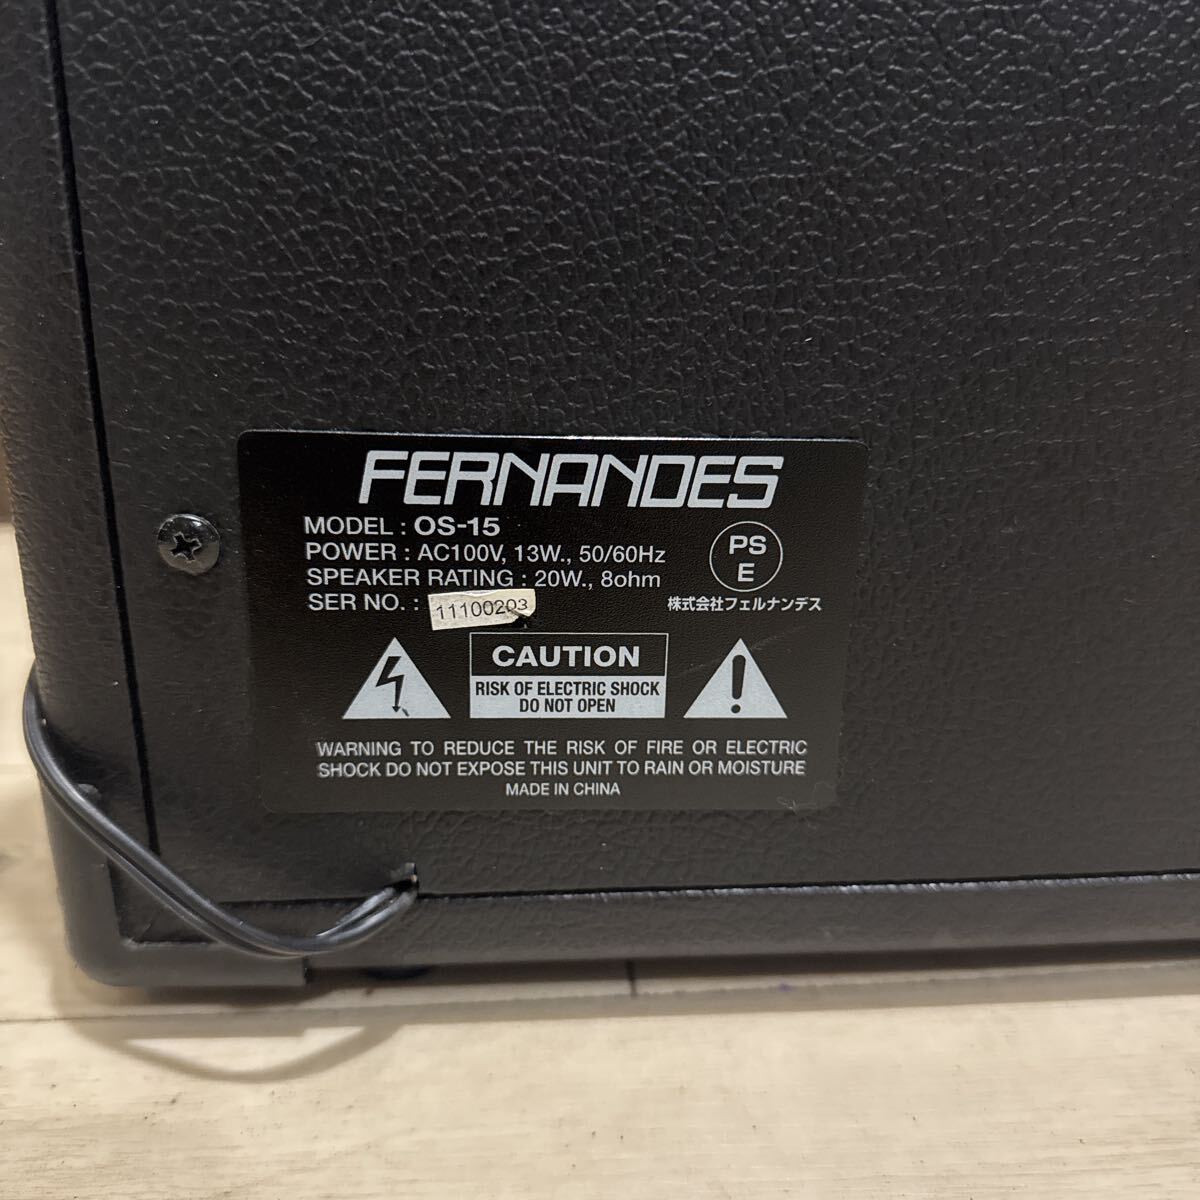 FERNANDES
MODEL : OS-15
POWER : AC100V, 13W., 50/60Hz
SPEAKER RATING : 20W., 8ohm
SER NO. : 11100203
PS
E
株式会社フェルナンデス
CAUTION
RISK OF ELECTRIC SHOCK
DO NOT OPEN
WARNING TO REDUCE THE RISK OF FIRE OR ELECTRIC
SHOCK DO NOT EXPOSE THIS UNIT TO RAIN OR MOISTURE
MADE IN CHINA